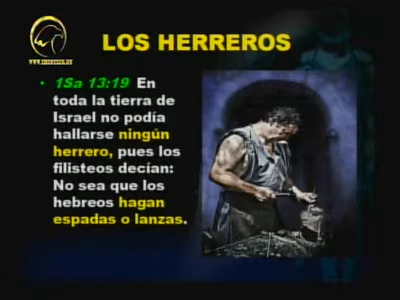 LOS HERREROS
• 1Sa 13:19 En
toda la tierra de
Israel no podía
hallarse ningún
herrero, pues los
filisteos decían:
No sea que los
hebreos hagan
espadas o lanzas.